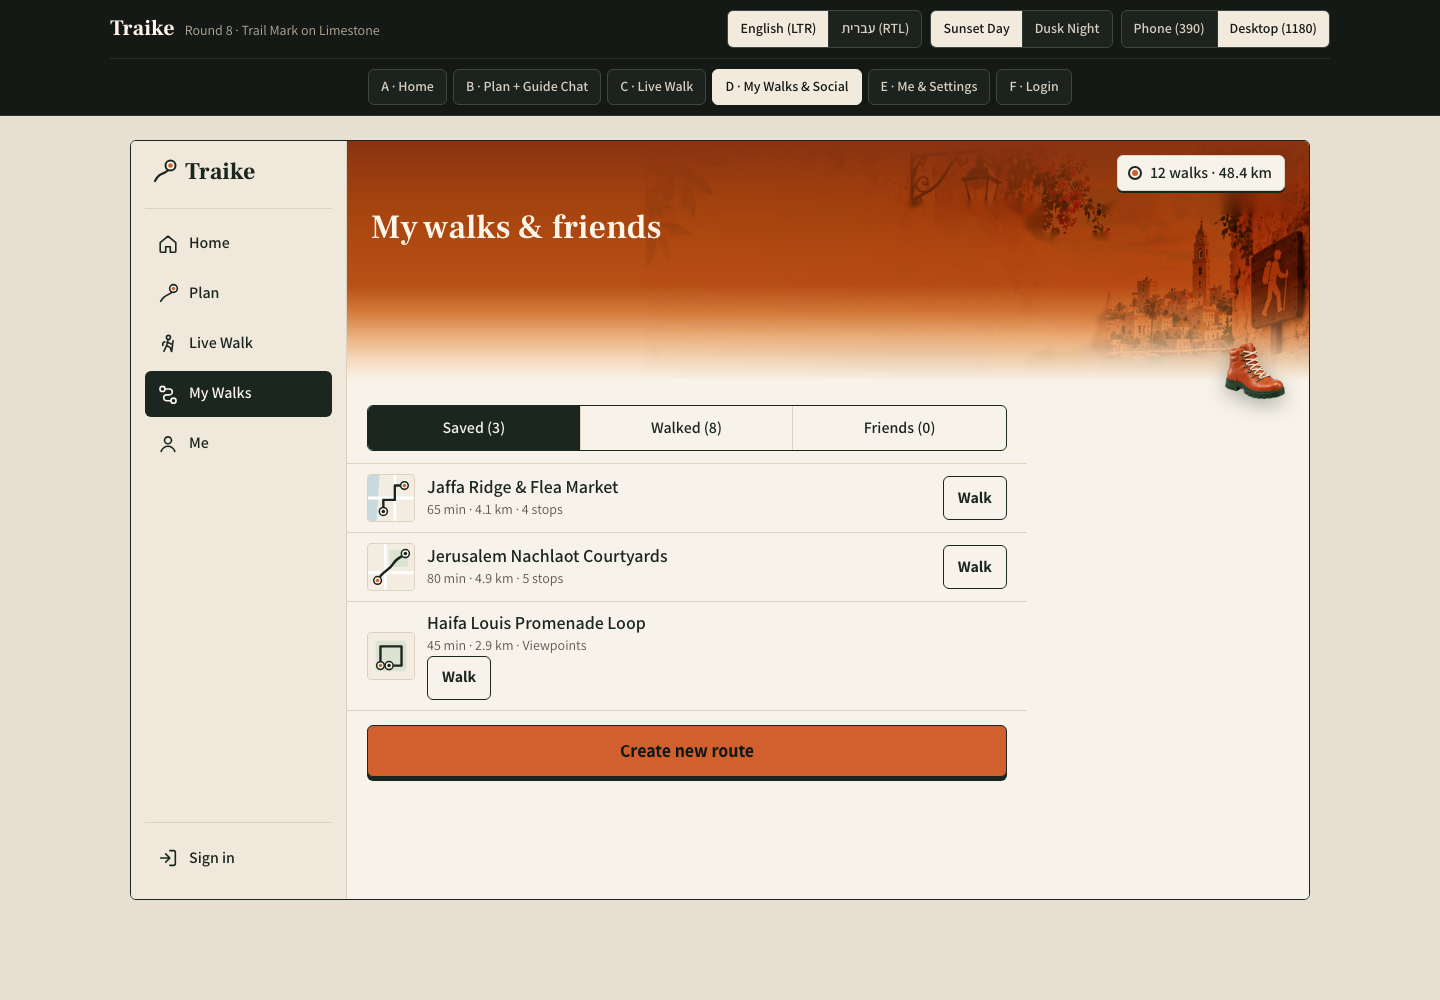 Traike Round 8 · Trail Mark on Limestone
English (LTR) עברית (RTL) Sunset Day Dusk Night Phone (390) Desktop (1180)
A · Home B · Plan + Guide Chat C · Live Walk D · My Walks & Social E · Me & Settings F · Login
Traike
Home
Plan
Live Walk
My Walks
Me
Sign in
12 walks · 48.4 km
My walks & friends
Saved (3) Walked (8) Friends (0)
Jaffa Ridge & Flea Market
65 min · 4.1 km · 4 stops
Walk
Jerusalem Nachlaot Courtyards
80 min · 4.9 km · 5 stops
Walk
Haifa Louis Promenade Loop
45 min · 2.9 km · Viewpoints
Walk
Create new route